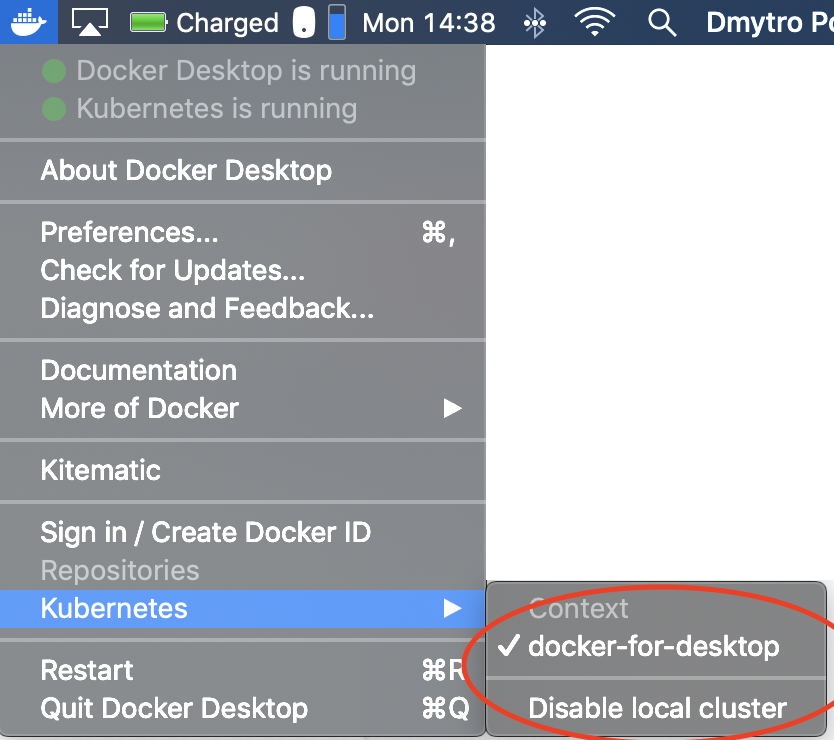 Charged Mon 14:38 Dmytro
Docker Desktop is running
Kubernetes is running
About Docker Desktop
Preferences... ⌘,
Check for Updates...
Diagnose and Feedback...
Documentation
More of Docker ▶
Kitematic
Sign in / Create Docker ID
Repositories
Kubernetes ▶
Context
✓ docker-for-desktop
Disable local cluster
Restart ⌘R
Quit Docker Desktop ⌘Q